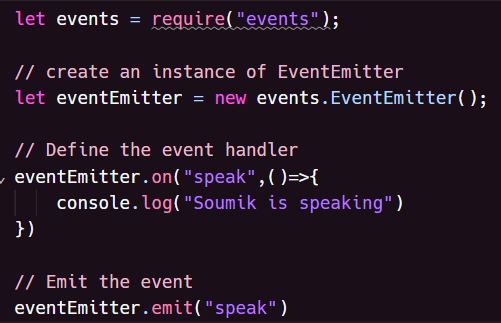 let events = require("events");
// create an instance of EventEmitter
let eventEmitter = new events.EventEmitter();
// Define the event handler
eventEmitter.on("speak",()=>{
    console.log("Soumik is speaking")
})
// Emit the event
eventEmitter.emit("speak")